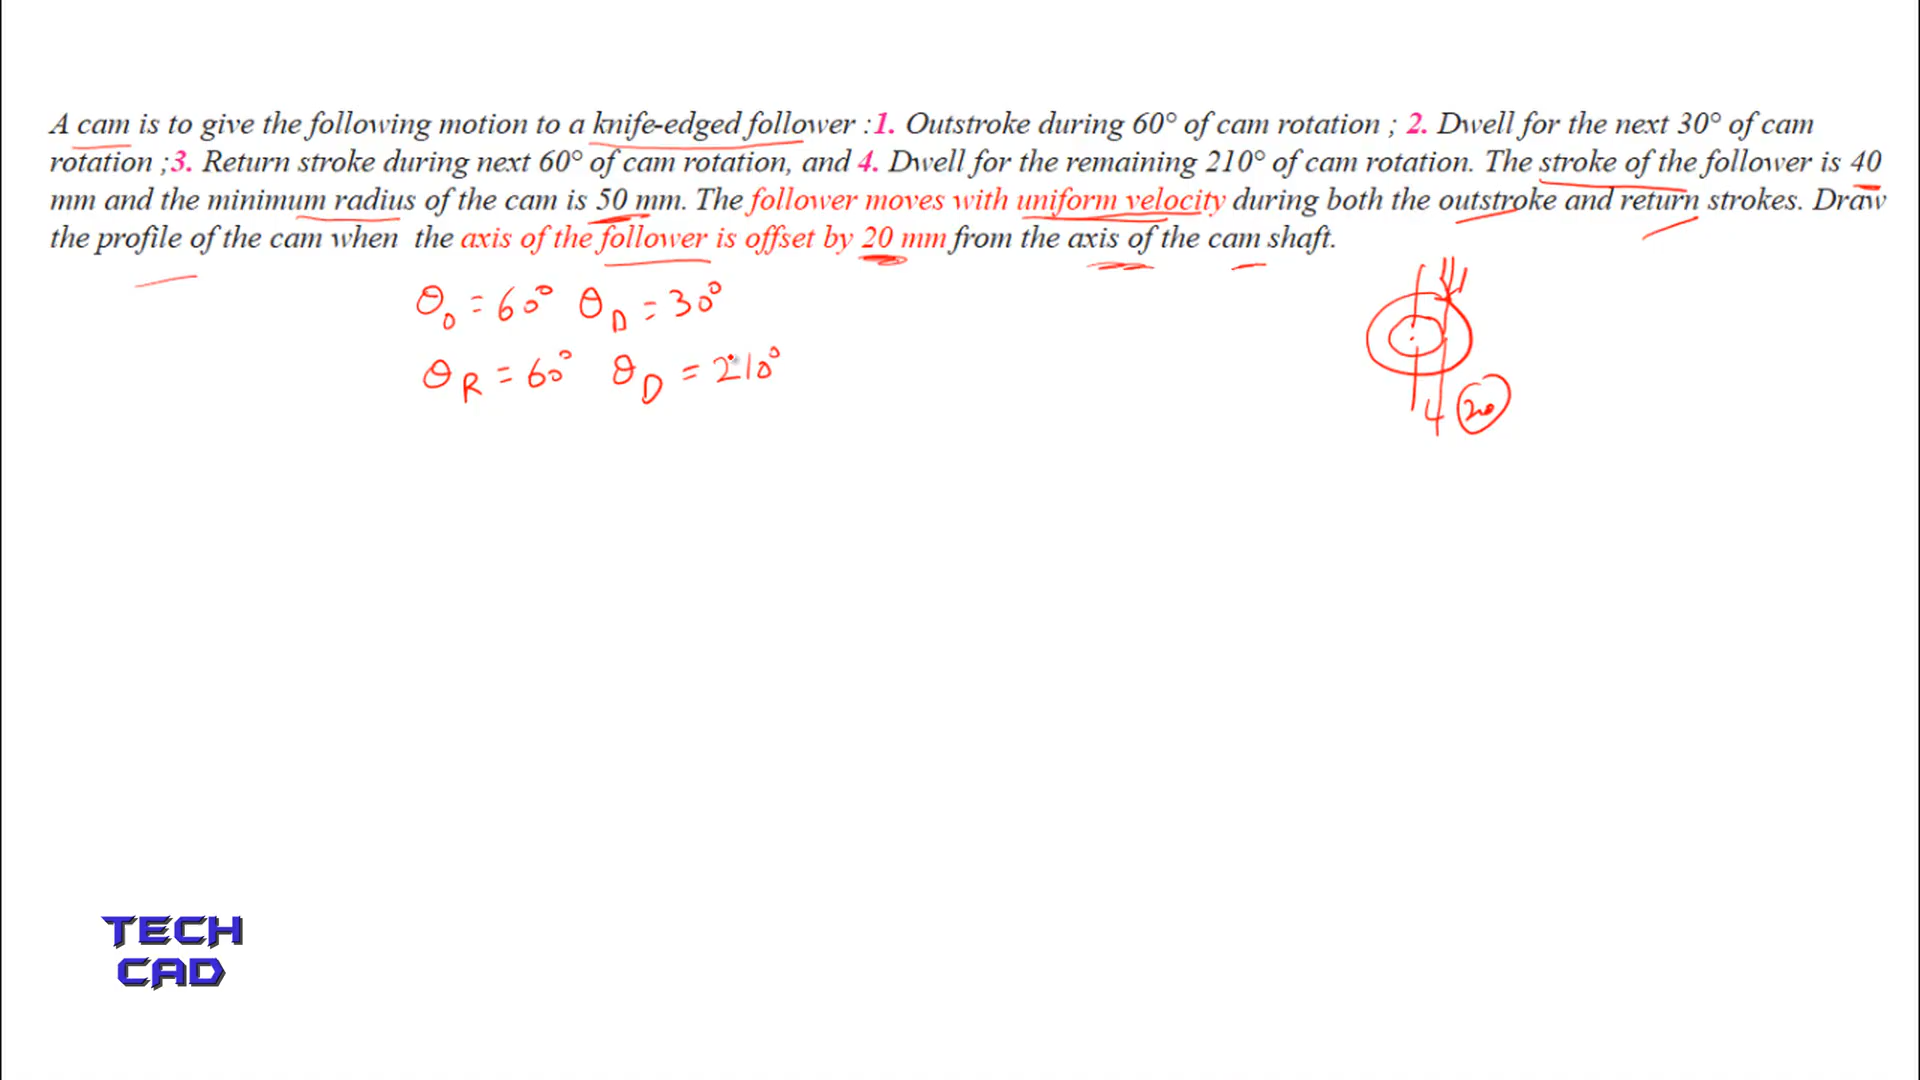 A cam is to give the following motion to a knife-edged follower :1. Outstroke during 60° of cam rotation ; 2. Dwell for the next 30° of cam
rotation ;3. Return stroke during next 60° of cam rotation, and 4. Dwell for the remaining 210° of cam rotation. The stroke of the follower is 40
mm and the minimum radius of the cam is 50 mm. The follower moves with uniform velocity during both the outstroke and return strokes. Draw
the profile of the cam when the axis of the follower is offset by 20 mm from the axis of the cam shaft.
θ₀ = 60° θ_D = 30°
θ_R = 60° θ_D = 210°
20
TECH
CAD